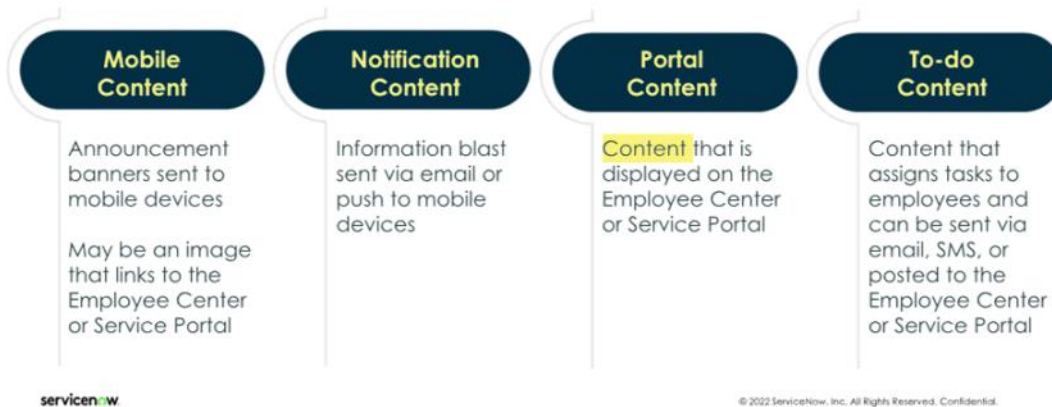 Mobile
Content
Notification
Content
Portal
Content
To-do
Content
Announcement
banners sent to
mobile devices
May be an image
that links to the
Employee Center
or Service Portal
Information blast
sent via email or
push to mobile
devices
Content that is
displayed on the
Employee Center
or Service Portal
Content that
assigns tasks to
employees and
can be sent via
email, SMS, or
posted to the
Employee Center
or Service Portal
servicenow.
© 2022 ServiceNow, Inc. All Rights Reserved. Confidential.